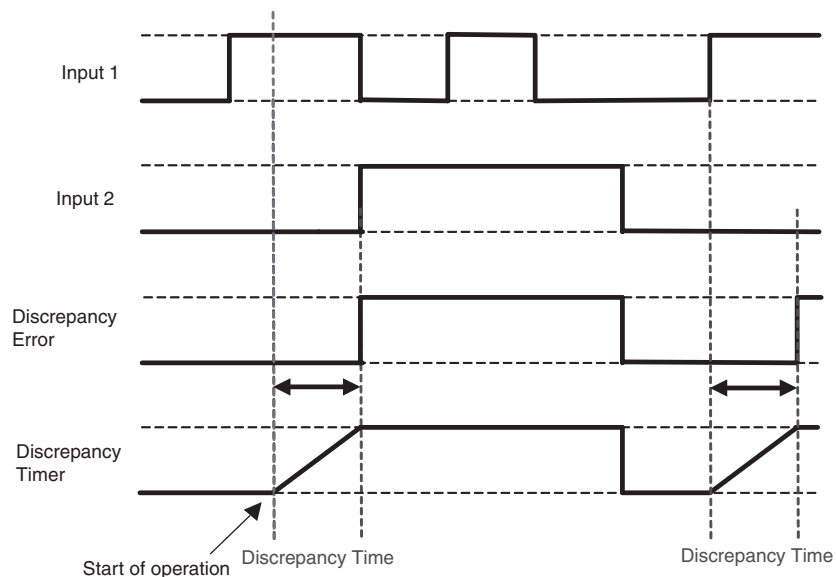 Input 1
Input 2
Discrepancy
Error
Discrepancy
Timer
Start of operation
Discrepancy Time
Discrepancy Time